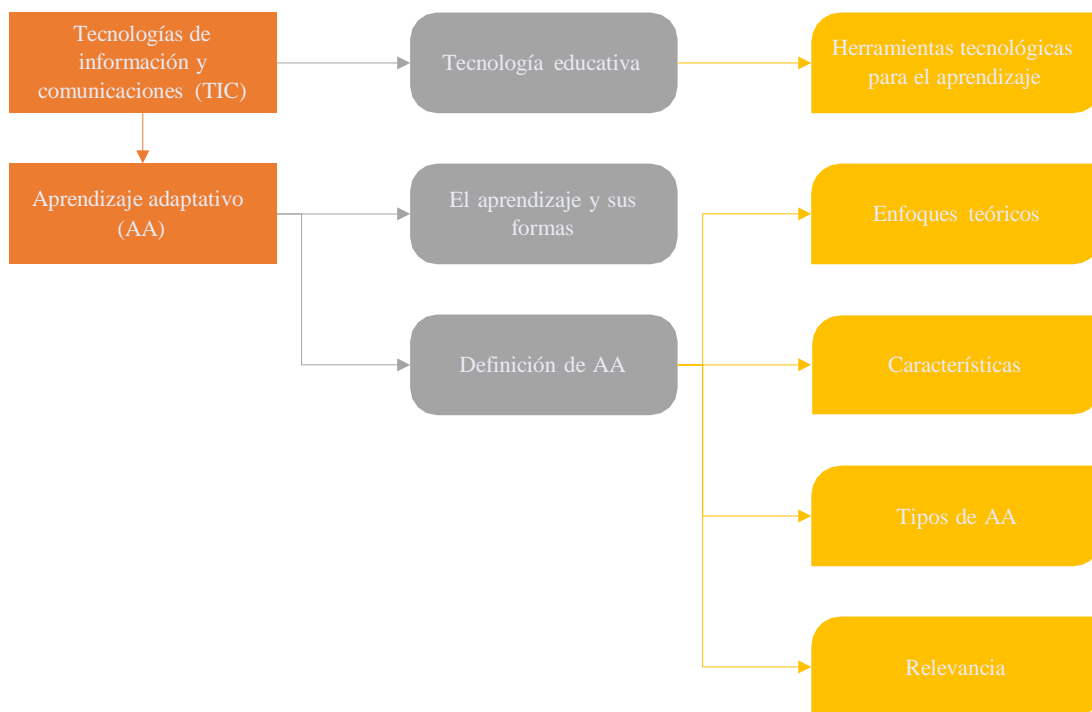 Tecnologías de
información y
comunicaciones (TIC)
Tecnología educativa
Herramientas tecnológicas
para el aprendizaje
Aprendizaje adaptativo
(AA)
El aprendizaje y sus
formas
Enfoques teóricos
Definición de AA
Características
Tipos de AA
Relevancia